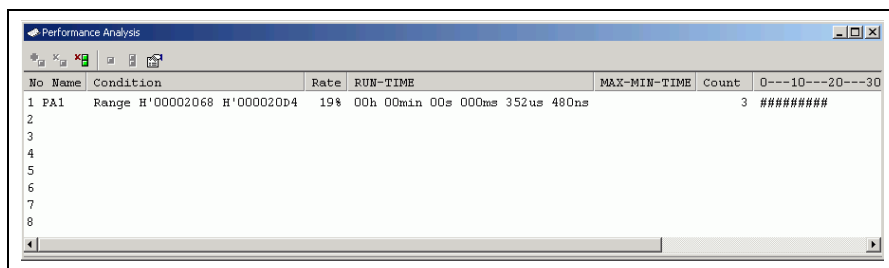 Performance Analysis
No Name Condition Rate RUN-TIME MAX-MIN-TIME Count 0---10---20---30
1 PA1 Range H'00002068 H'000020D4 19% 00h 00min 00s 000ms 352us 480ns 3 #########
2
3
4
5
6
7
8